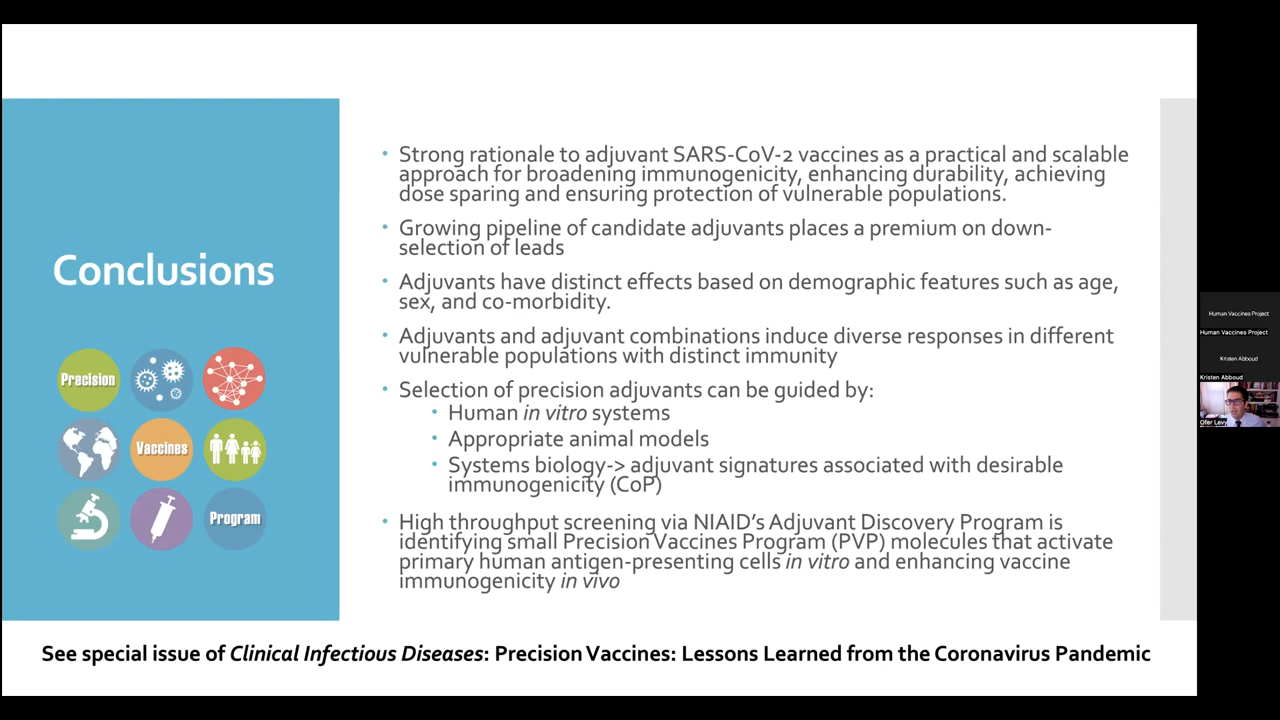 Conclusions
Precision
Vaccines
Program
• Strong rationale to adjuvant SARS-CoV-2 vaccines as a practical and scalable
approach for broadening immunogenicity, enhancing durability, achieving
dose sparing and ensuring protection of vulnerable populations.
• Growing pipeline of candidate adjuvants places a premium on down-
selection of leads
• Adjuvants have distinct effects based on demographic features such as age,
sex, and co-morbidity.
• Adjuvants and adjuvant combinations induce diverse responses in different
vulnerable populations with distinct immunity
• Selection of precision adjuvants can be guided by:
• Human in vitro systems
• Appropriate animal models
• Systems biology-> adjuvant signatures associated with desirable
immunogenicity (CoP)
• High throughput screening via NIAID’s Adjuvant Discovery Program is
identifying small Precision Vaccines Program (PVP) molecules that activate
primary human antigen-presenting cells in vitro and enhancing vaccine
immunogenicity in vivo
See special issue of Clinical Infectious Diseases: Precision Vaccines: Lessons Learned from the Coronavirus Pandemic
Human Vaccines Project
Human Vaccines Project
Kristen Abboud
Kristen Abboud
Ofer Levy